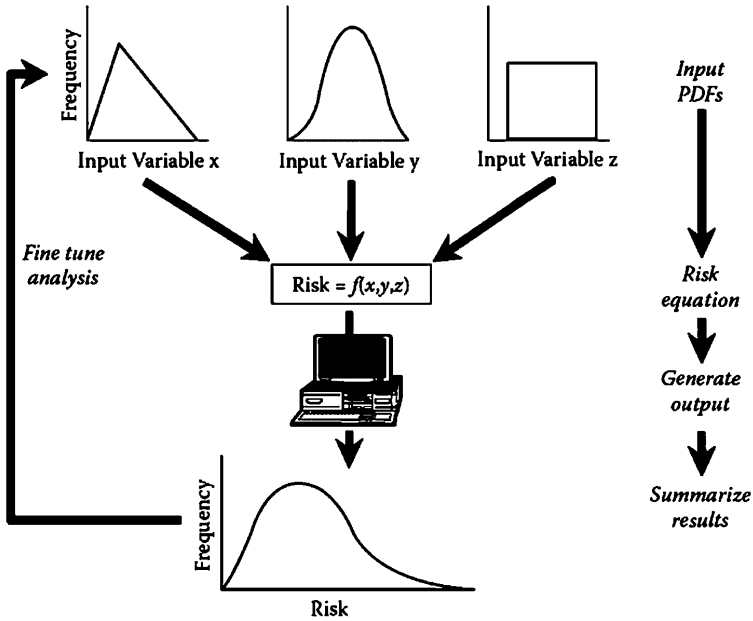 Frequency
Input Variable x
Input Variable y
Input Variable z
Input
PDFs
Fine tune
analysis
Risk = f(x,y,z)
Risk
equation
Generate
output
Summarize
results
Frequency
Risk